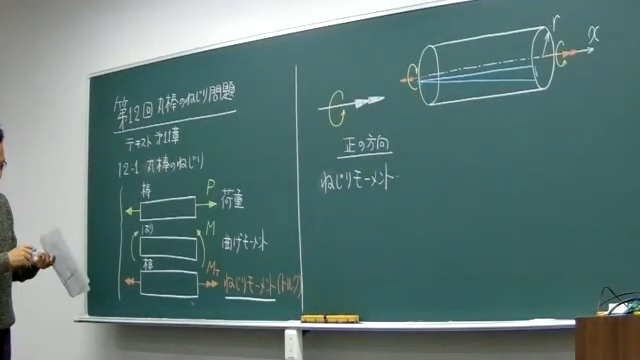 第12回 丸棒のねじり問題
テキスト 第11章
12-1 丸棒のねじり
棒
P
荷重
はり
M
曲げモーメント
棒
MT
ねじりモーメント(トルク)
正の方向
ねじりモーメント
r
x